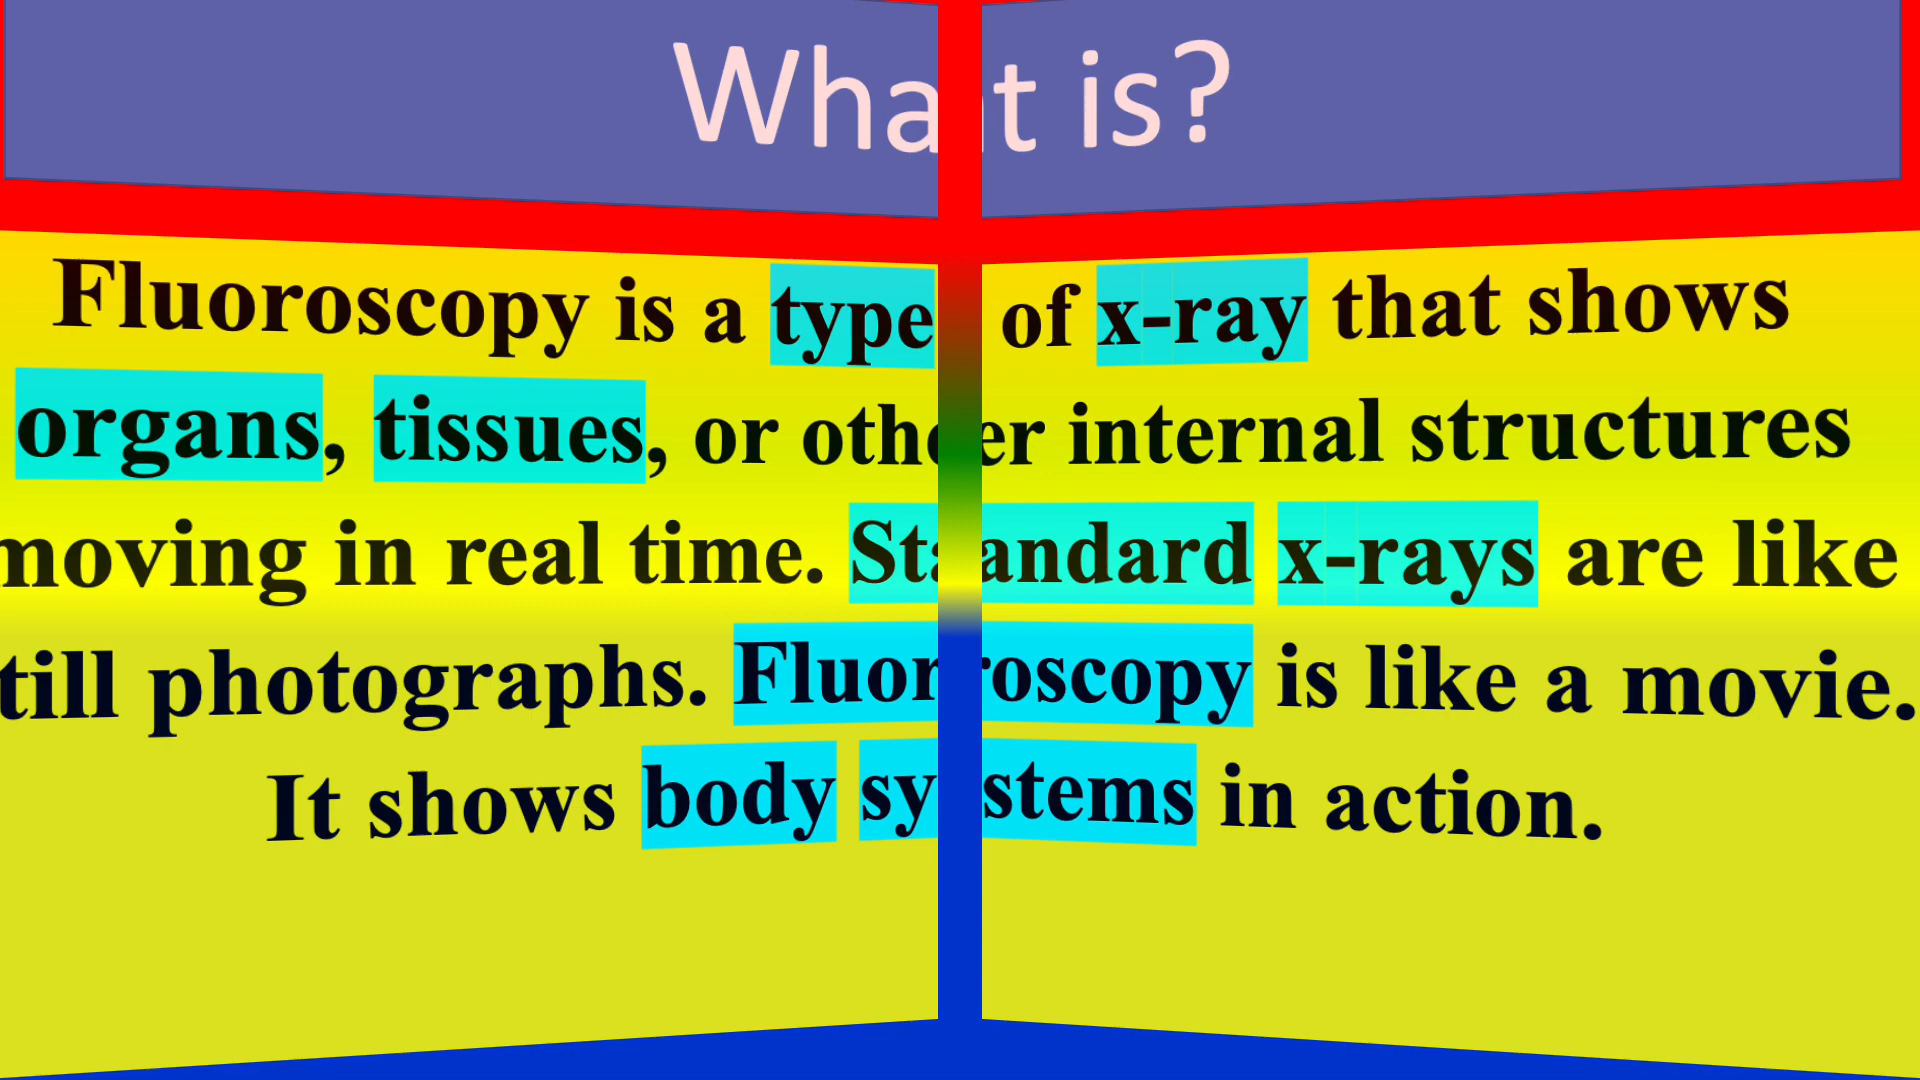 What is?
Fluoroscopy is a type of x-ray that shows
organs, tissues, or other internal structures
moving in real time. Standard x-rays are like
till photographs. Fluoroscopy is like a movie.
It shows body systems in action.